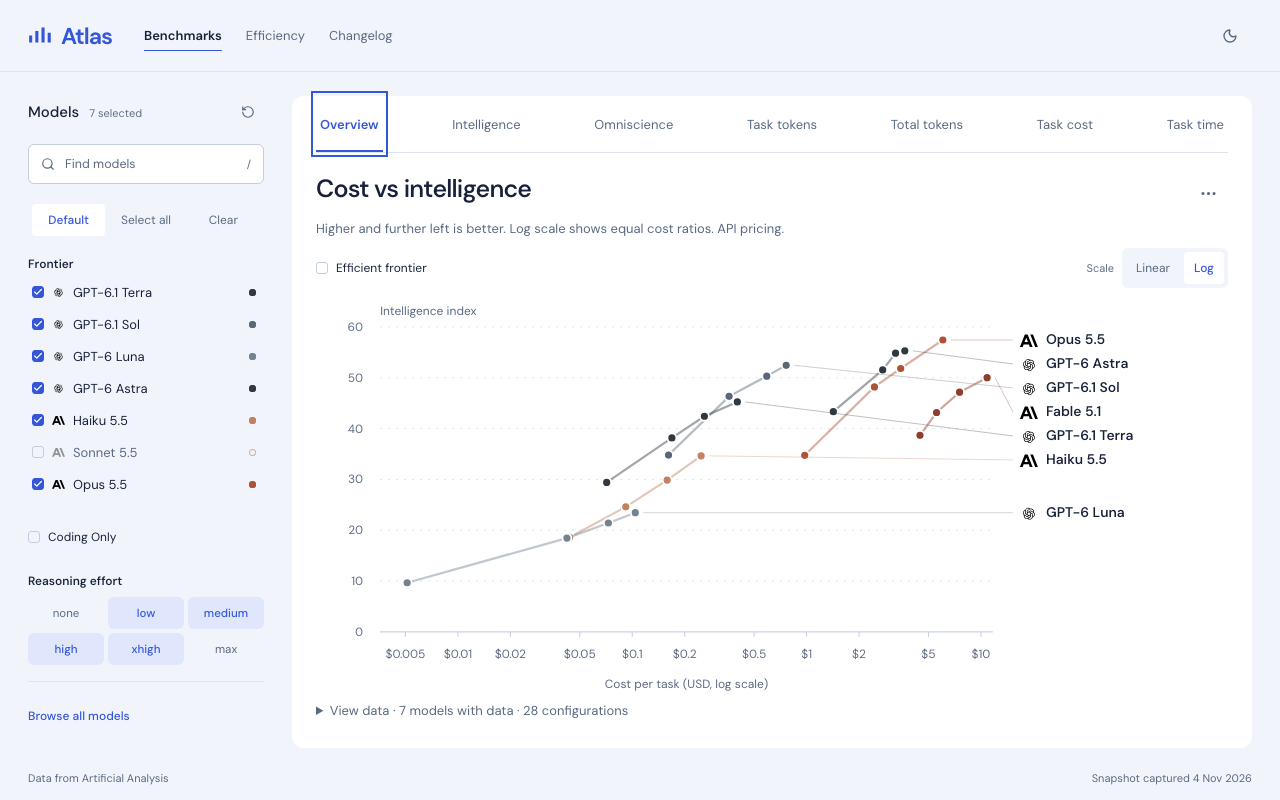 Atlas
Benchmarks
Efficiency
Changelog
Models 7 selected
Find models /
Default Select all Clear
Frontier
GPT-6.1 Terra
GPT-6.1 Sol
GPT-6 Luna
GPT-6 Astra
Haiku 5.5
Sonnet 5.5
Opus 5.5
Coding Only
Reasoning effort
none low medium
high xhigh max
Browse all models
Overview Intelligence Omniscience Task tokens Total tokens Task cost Task time
Cost vs intelligence
Higher and further left is better. Log scale shows equal cost ratios. API pricing.
Efficient frontier
Scale Linear Log
Intelligence index
60
50
40
30
20
10
0
Opus 5.5
GPT-6 Astra
GPT-6.1 Sol
Fable 5.1
GPT-6.1 Terra
Haiku 5.5
GPT-6 Luna
$0.005 $0.01 $0.02 $0.05 $0.1 $0.2 $0.5 $1 $2 $5 $10
Cost per task (USD, log scale)
View data · 7 models with data · 28 configurations
Data from Artificial Analysis
Snapshot captured 4 Nov 2026